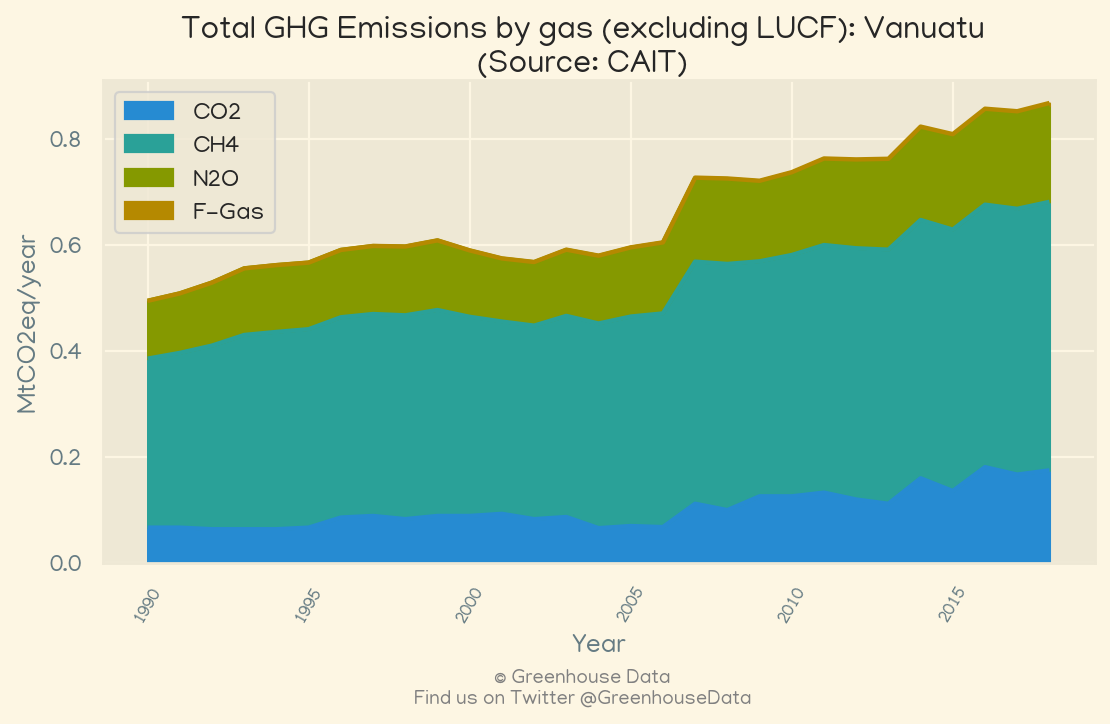 Total GHG Emissions by gas (excluding LUCF): Vanuatu
(Source: CAIT)
CO2
CH4
N2O
F-Gas
MtCO2eq/year
0.8
0.6
0.4
0.2
0.0
1990
1995
2000
2005
2010
2015
Year
© Greenhouse Data
Find us on Twitter @GreenhouseData